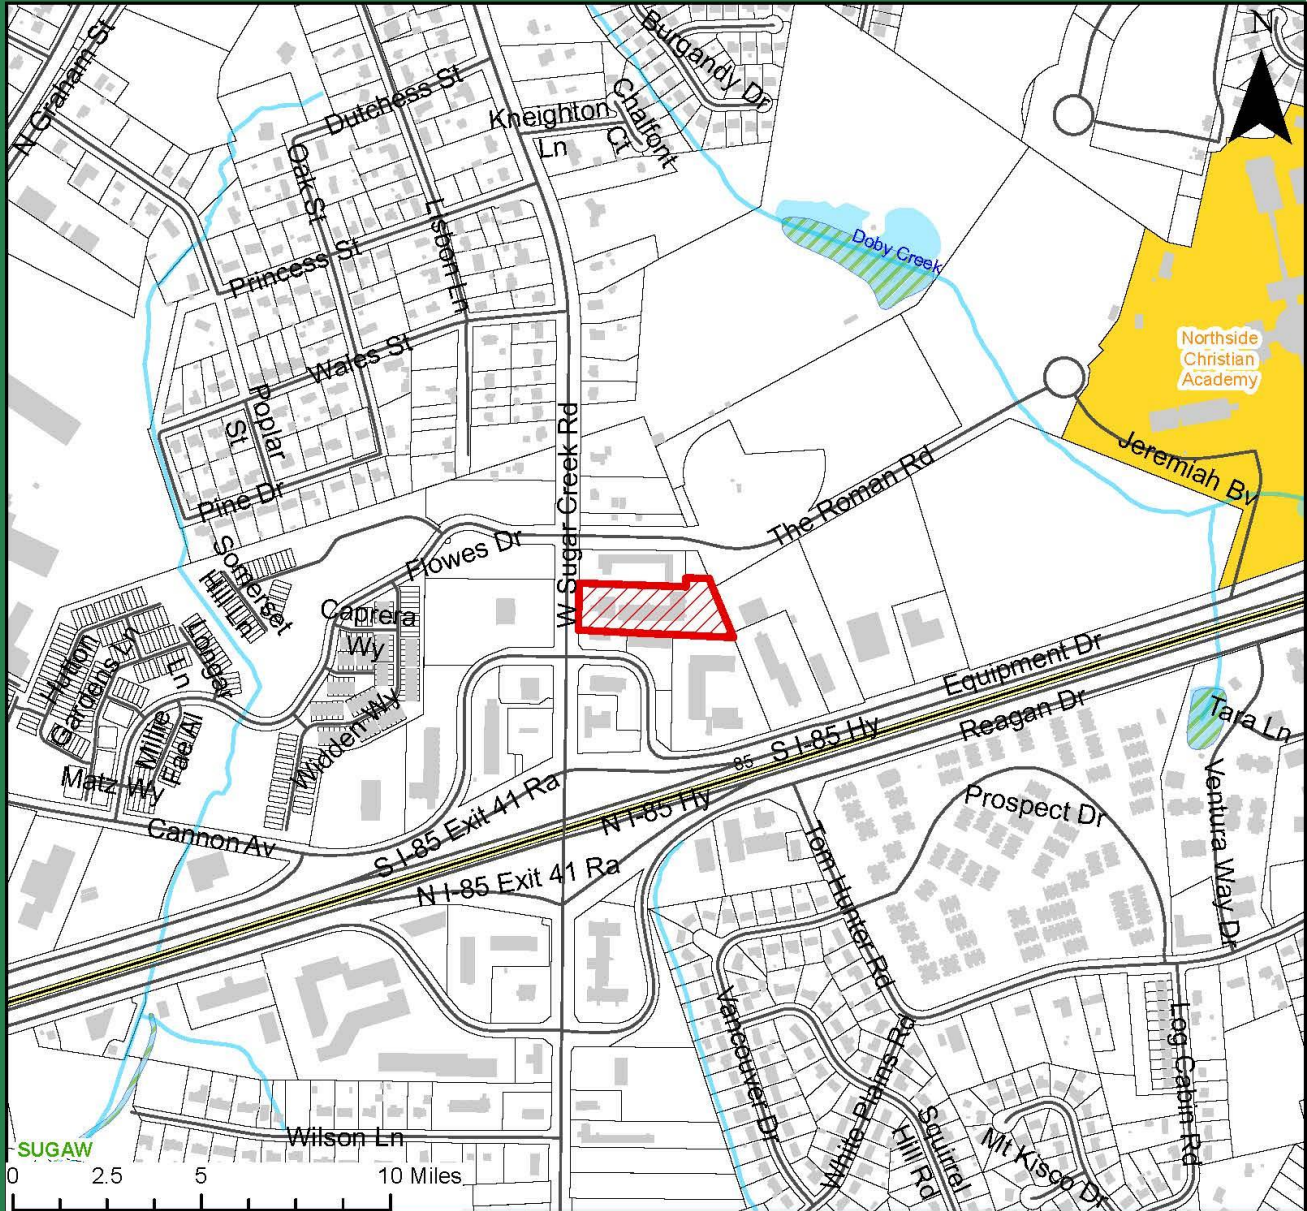 N Graham St
Burgandy Dr
N
Dutchess St
Kneighton
Ln
Chalfont
Ct
Oak St
Lisbon Ln
Princess St
Doby Creek
Wales St
Northside
Christian
Academy
Poplar
St
W Sugar Creek Rd
Jeremiah Bv
The Roman Rd
Pine Dr
Flowes Dr
Somerset
Hill Ln
Caprera
Wy
Hutton
Gardens Ln
Longar
Ln
Equipment Dr
Reagan Dr
Tara Ln
Millie
Rae Al
Widden Wy
S I-85 Hy
85
Matz Wy
Prospect Dr
Ventura Way Dr
N I-85 Hy
S I-85 Exit 41 Ra
Cannon Av
N I-85 Exit 41 Ra
Tom Hunter Rd
Vancouver Dr
White Plains Rd
Log Cabin Rd
Squirrel
Hill Rd
Mt Kisco Dr
Wilson Ln
SUGAW
0 2.5 5 10 Miles